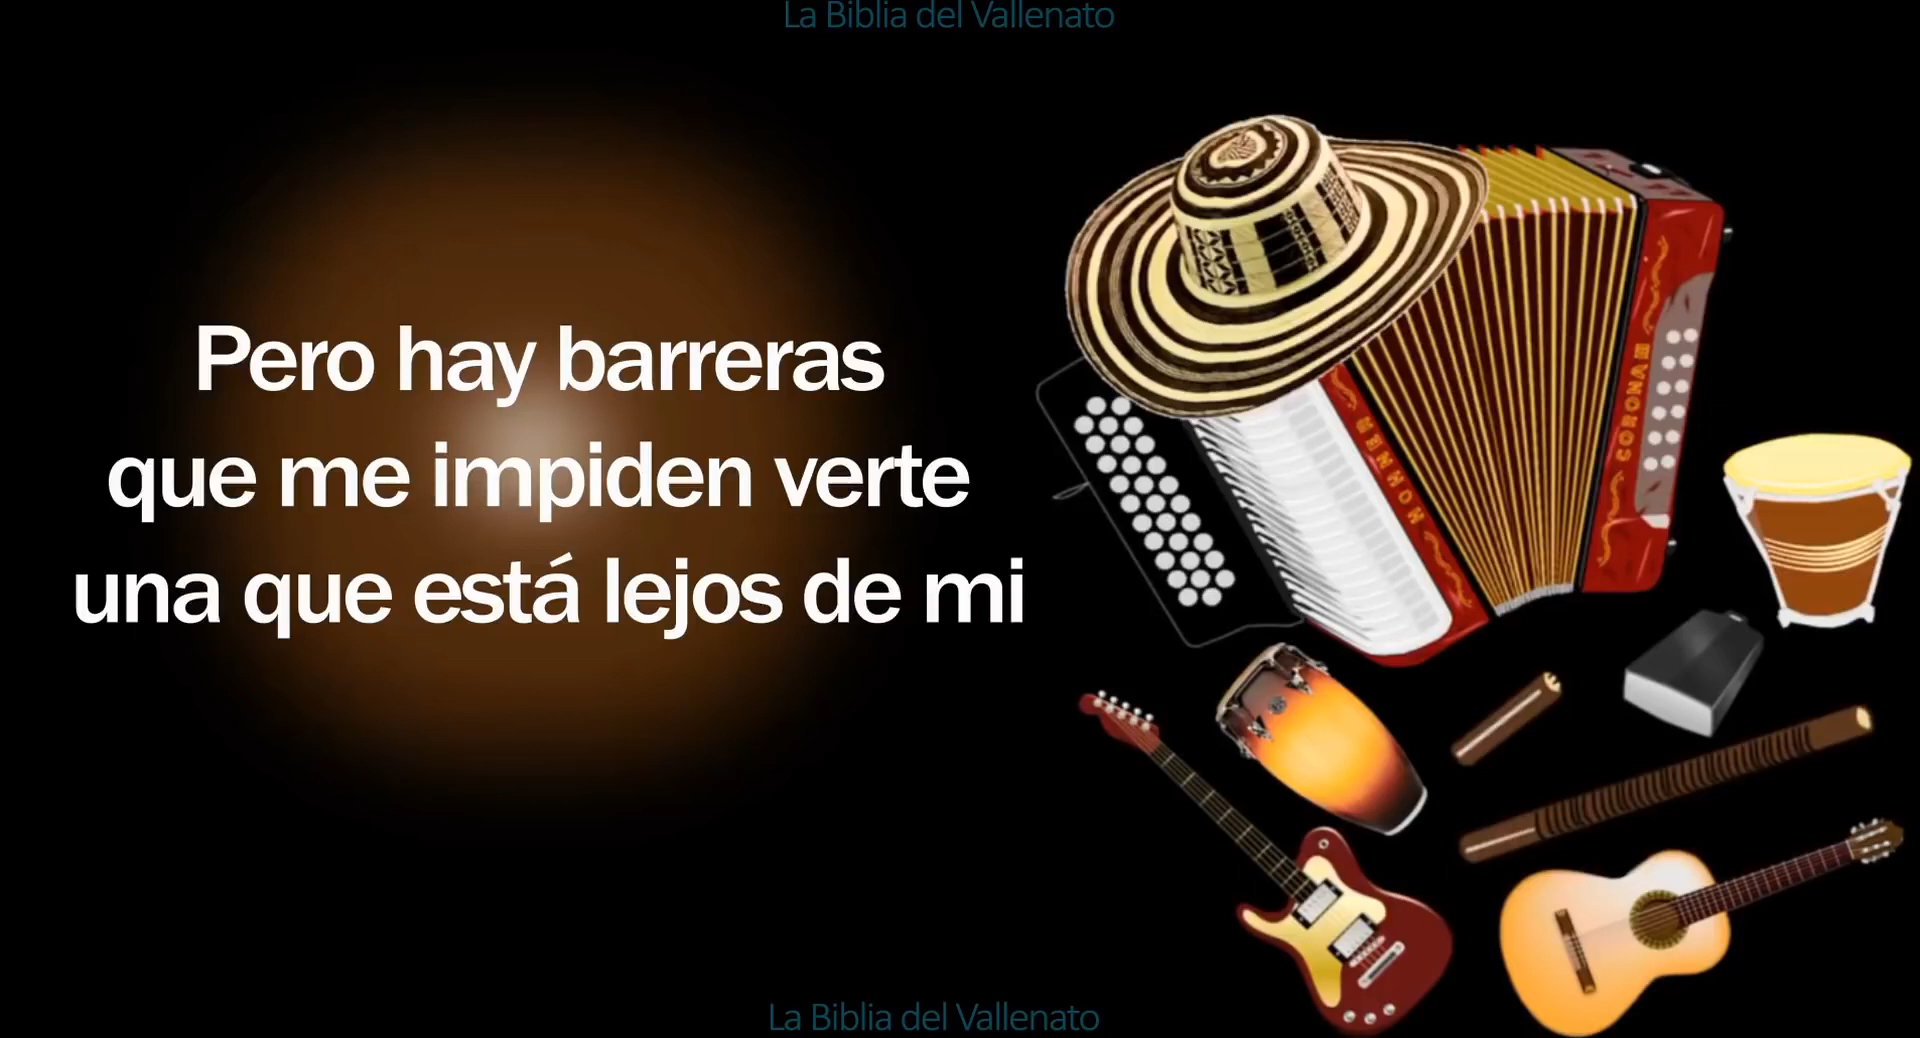 La Biblia del Vallenato
Pero hay barreras
que me impiden verte
una que está lejos de mi
HOHNER
CORONA III
La Biblia del Vallenato